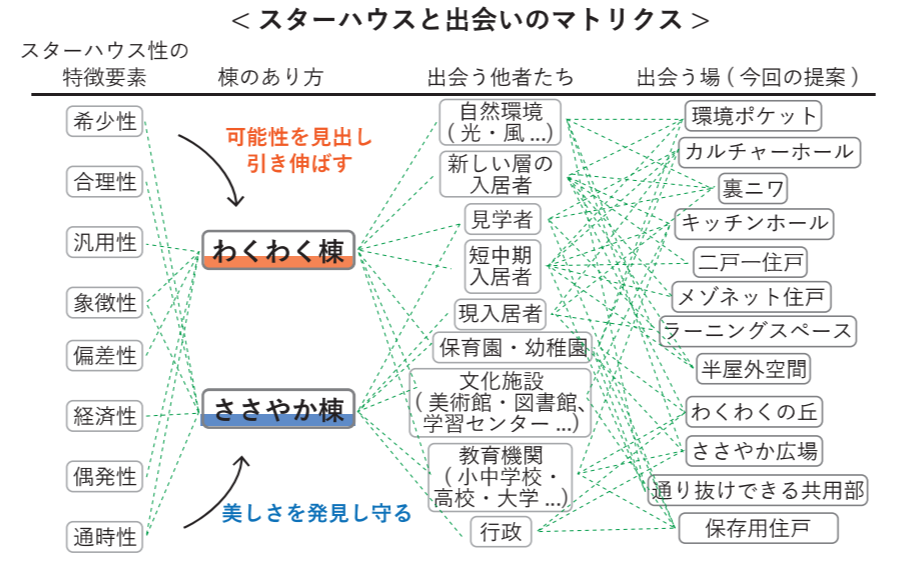 ＜スターハウスと出会いのマトリクス＞
スターハウス性の
特徴要素
棟のあり方
出会う他者たち
出会う場 ( 今回の提案 )
希少性
合理性
汎用性
象徴性
偏差性
経済性
偶発性
通時性
可能性を見出し
引き伸ばす
わくわく棟
ささやか棟
美しさを発見し守る
自然環境
( 光・風 ...)
新しい層の
入居者
見学者
短中期
入居者
現入居者
保育園・幼稚園
文化施設
( 美術館・図書館、
学習センター ...)
教育機関
( 小中学校・
高校・大学 ...)
行政
環境ポケット
カルチャーホール
裏ニワ
キッチンホール
二戸一住戸
メゾネット住戸
ラーニングスペース
半屋外空間
わくわくの丘
ささやか広場
通り抜けできる共用部
保存用住戸